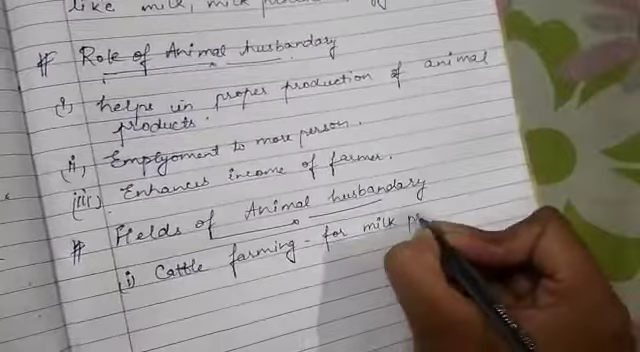 like milk, milk
# Role of Animal husbandary
(i) helps in proper production of animal
products.
(ii) Emplyoment to more person.
(iii) Enhances income of farmer.
# Fields of Animal husbandary
(i) Cattle farming - for milk p